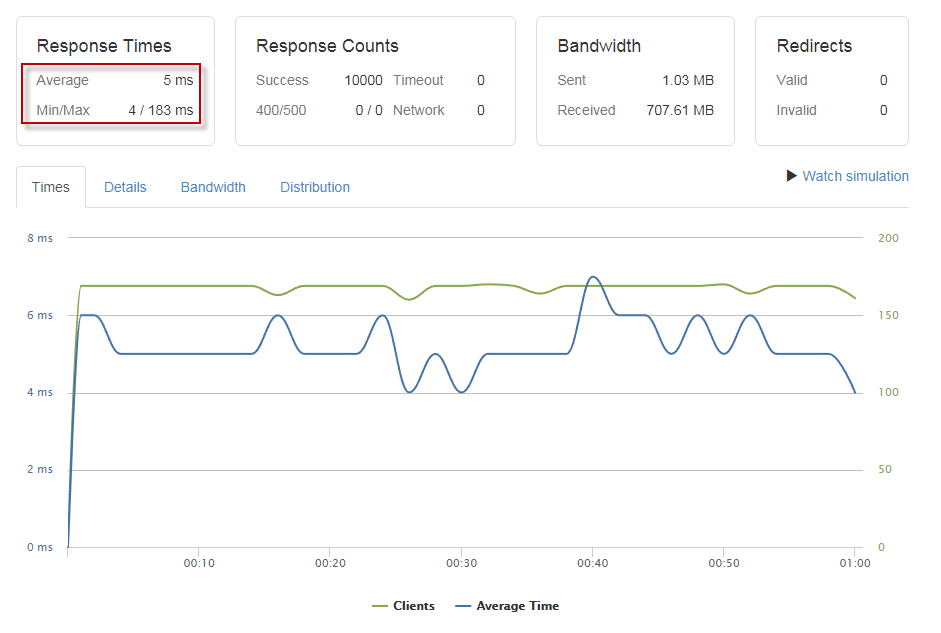 Response Times
Average 5 ms
Min/Max 4 / 183 ms
Response Counts
Success 10000 Timeout 0
400/500 0 / 0 Network 0
Bandwidth
Sent 1.03 MB
Received 707.61 MB
Redirects
Valid 0
Invalid 0
Times Details Bandwidth Distribution
Watch simulation
8 ms 200
6 ms 150
4 ms 100
2 ms 50
0 ms 0
00:10 00:20 00:30 00:40 00:50 01:00
Clients Average Time